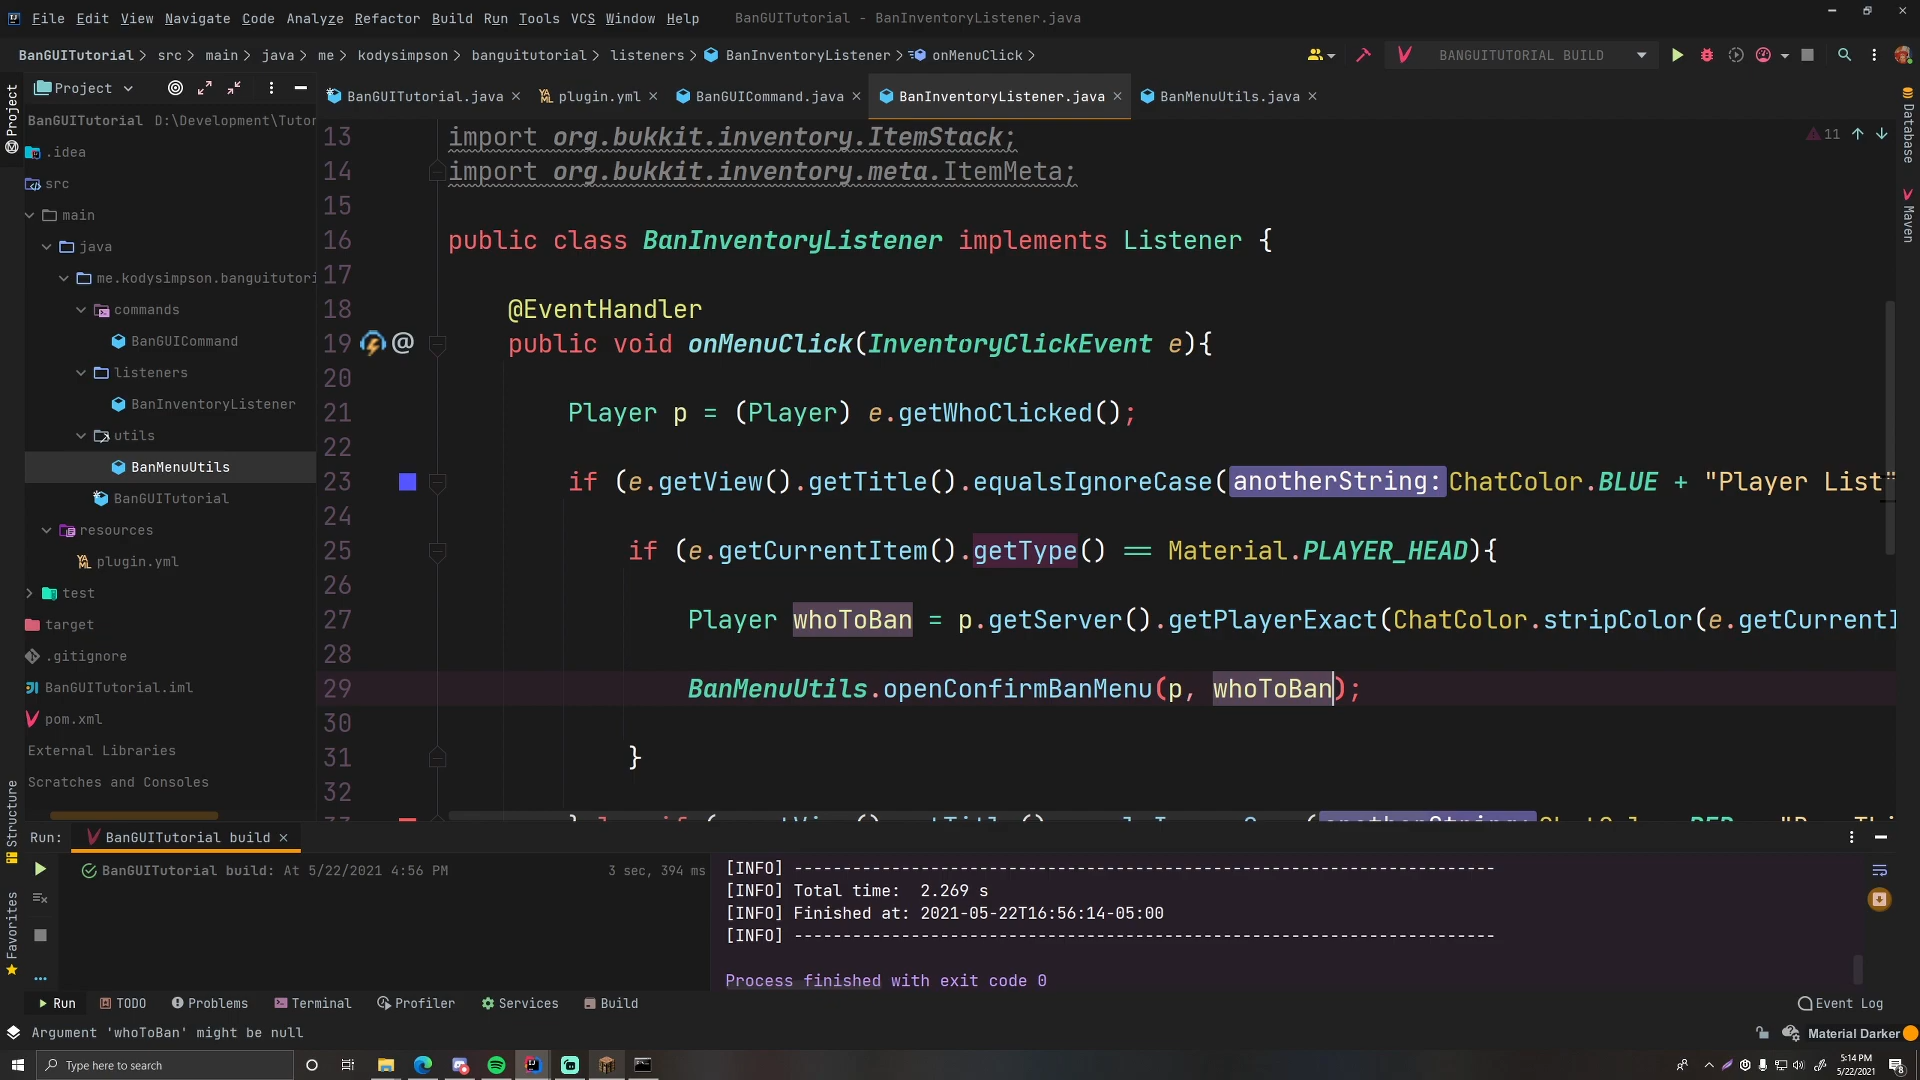 File Edit View Navigate Code Analyze Refactor Build Run Tools VCS Window Help BanGUITutorial - BanInventoryListener.java
BanGUITutorial src main java me kodysimpson banguitutorial listeners BanInventoryListener onMenuClick
BANGUITUTORIAL BUILD
Project
BanGUITutorial.java plugin.yml BanGUICommand.java BanInventoryListener.java BanMenuUtils.java
BanGUITutorial D:\Development\Tutor
.idea
src
main
java
me.kodysimpson.banguitutori
commands
BanGUICommand
listeners
BanInventoryListener
utils
BanMenuUtils
BanGUITutorial
resources
plugin.yml
test
target
.gitignore
BanGUITutorial.iml
pom.xml
External Libraries
Scratches and Consoles
Project
Structure
Favorites
Database
Maven
11
13 import org.bukkit.inventory.ItemStack;
14 import org.bukkit.inventory.meta.ItemMeta;
15
16 public class BanInventoryListener implements Listener {
17
18 @EventHandler
19 @ public void onMenuClick(InventoryClickEvent e){
20
21 Player p = (Player) e.getWhoClicked();
22
23 if (e.getView().getTitle().equalsIgnoreCase( anotherString: ChatColor.BLUE + "Player List"
24
25 if (e.getCurrentItem().getType() == Material.PLAYER_HEAD){
26
27 Player whoToBan = p.getServer().getPlayerExact(ChatColor.stripColor(e.getCurrentI
28
29 BanMenuUtils.openConfirmBanMenu(p, whoToBan);
30
31 }
32
Run: BanGUITutorial build
BanGUITutorial build: At 5/22/2021 4:56 PM 3 sec, 394 ms
[INFO] ------------------------------------------------------------------------
[INFO] Total time:  2.269 s
[INFO] Finished at: 2021-05-22T16:56:14-05:00
[INFO] ------------------------------------------------------------------------
Process finished with exit code 0
Run TODO Problems Terminal Profiler Services Build Event Log
Argument 'whoToBan' might be null Material Darker
Type here to search
5:14 PM
5/22/2021
8